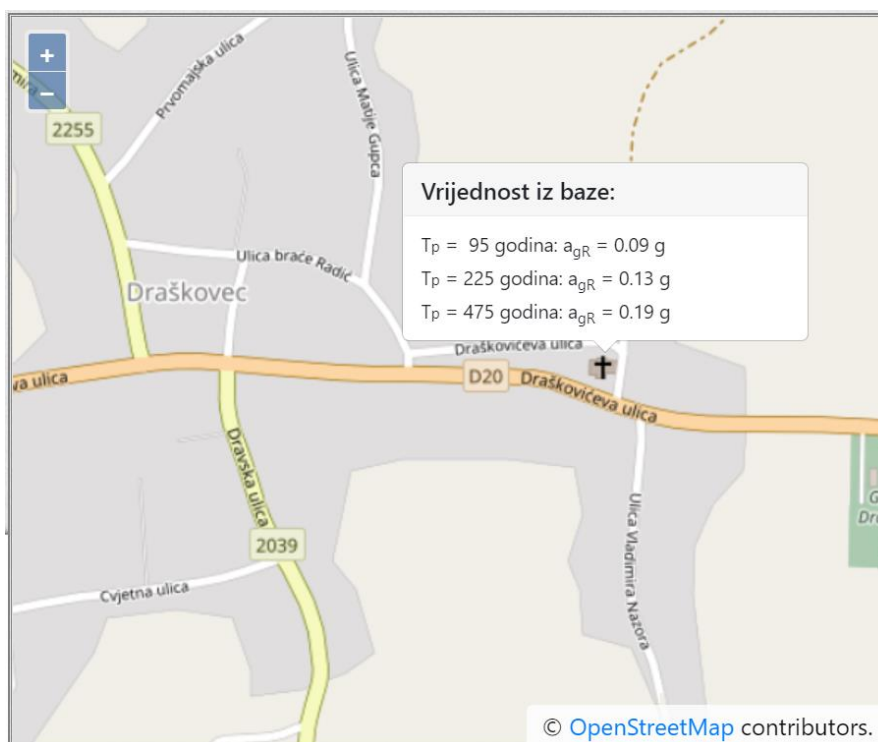 +
−
mira
2255
Prvomajska ulica
Ulica Matije Gupca
Vrijednost iz baze:
Tp = 95 godina: agR = 0.09 g
Tp = 225 godina: agR = 0.13 g
Tp = 475 godina: agR = 0.19 g
Ulica braće Radić
Draškovec
Draškovićeva ulica
va ulica
D20
Draškovićeva ulica
Dravska ulica
G
Dr
2039
Ulica Vladimira Nazora
Cvjetna ulica
© OpenStreetMap contributors.